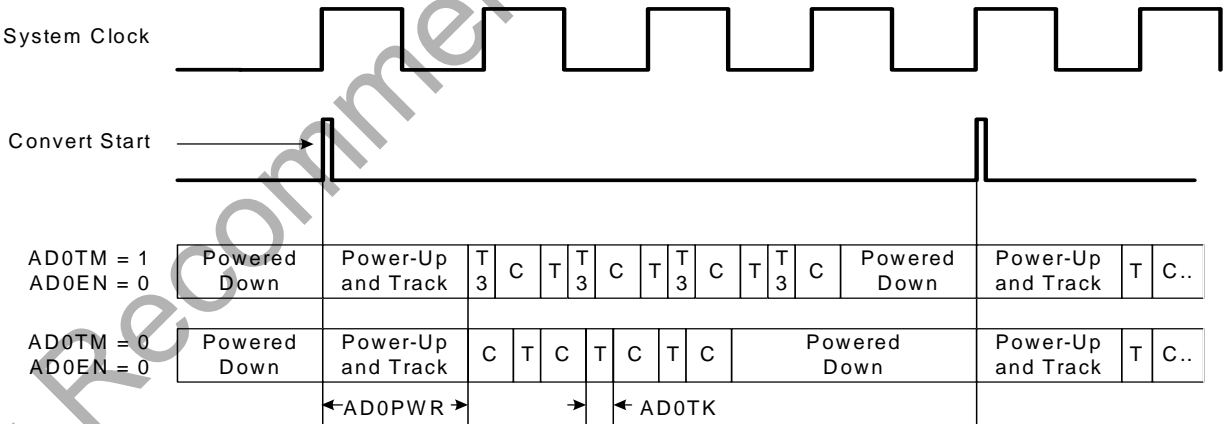 System Clock
Convert Start
AD0TM = 1
AD0EN = 0
Powered
Down
Power-Up
and Track
T
3
C
T
T
3
C
T
T
3
C
T
T
3
C
Powered
Down
Power-Up
and Track
T
C..
AD0TM = 0
AD0EN = 0
Powered
Down
Power-Up
and Track
C
T
C
T
C
T
C
Powered
Down
Power-Up
and Track
T
C..
AD0PWR
AD0TK
Recomme